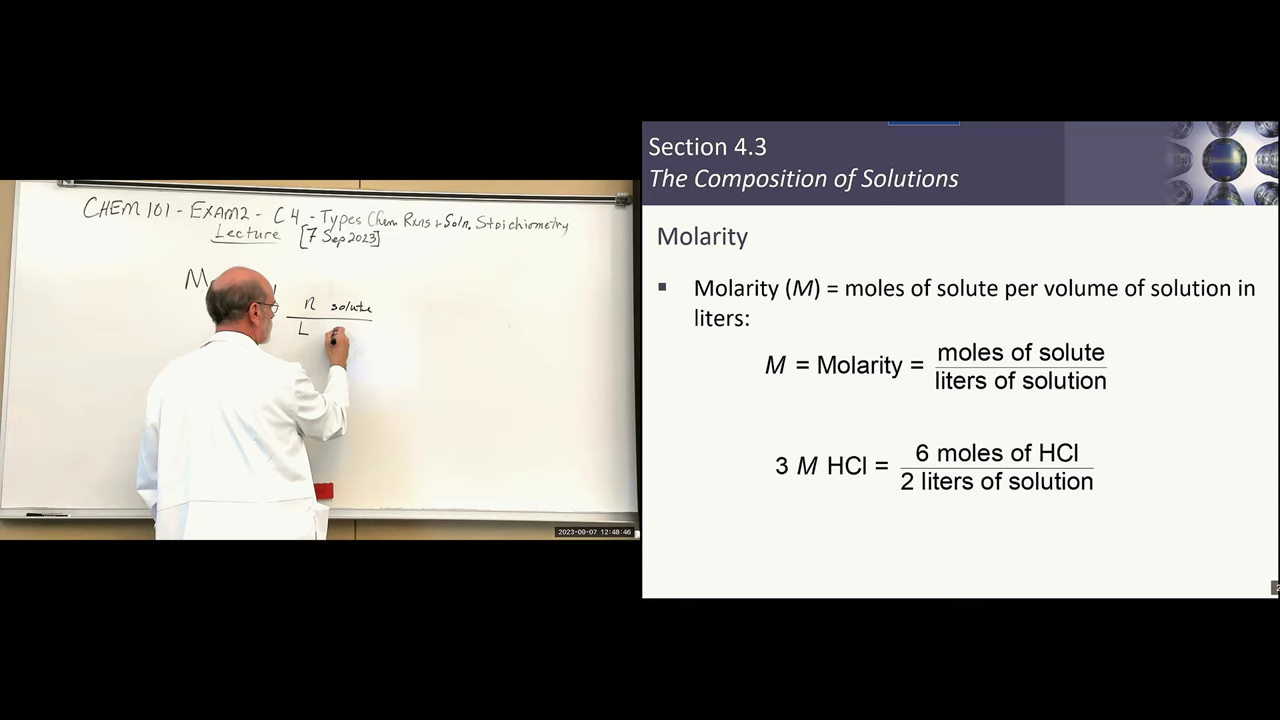 CHEM 101 - EXAM2 - C 4 - Types Chem Rxns + Soln. Stoichiometry
Lecture [7 Sep 2023]
M
n solute
L
2023-09-07 12:48:46
Section 4.3
The Composition of Solutions
Molarity
▪ Molarity (M) = moles of solute per volume of solution in
liters:
M = Molarity = moles of solute
liters of solution
3 M HCl = 6 moles of HCl
2 liters of solution